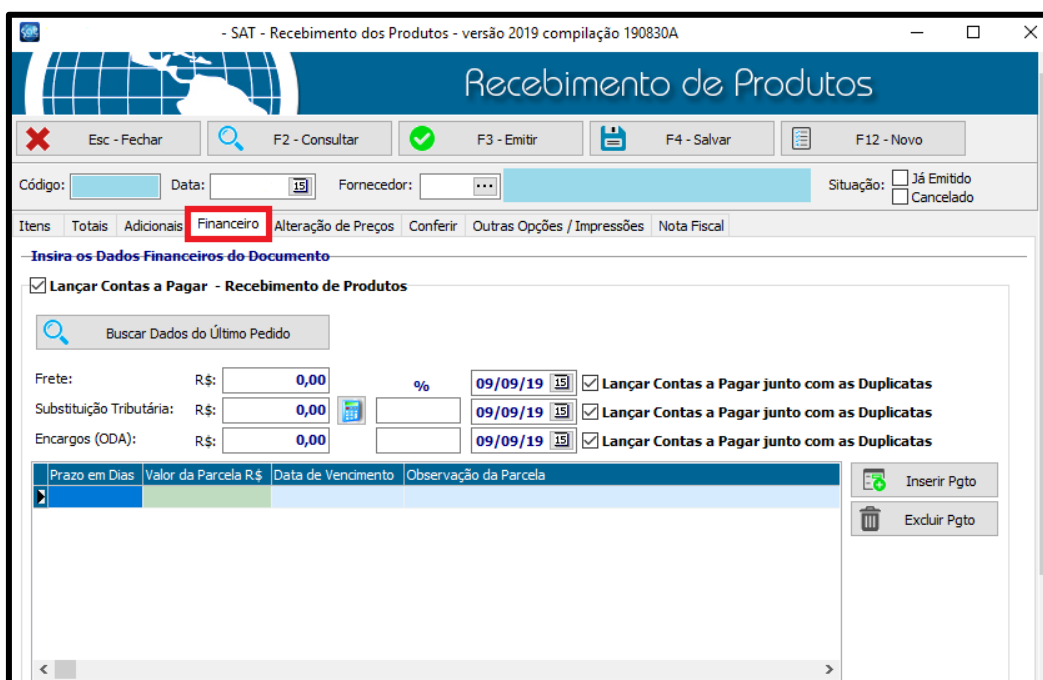 - SAT - Recebimento dos Produtos - versão 2019 compilação 190830A
Recebimento de Produtos
Esc - Fechar F2 - Consultar F3 - Emitir F4 - Salvar F12 - Novo
Código: Data: 15 Fornecedor: ... Situação: Já Emitido
Cancelado
Itens Totais Adicionais Financeiro Alteração de Preços Conferir Outras Opções / Impressões Nota Fiscal
Insira os Dados Financeiros do Documento
Lançar Contas a Pagar - Recebimento de Produtos
Buscar Dados do Último Pedido
Frete: R$: 0,00 % 09/09/19 15 Lançar Contas a Pagar junto com as Duplicatas
Substituição Tributária: R$: 0,00 09/09/19 15 Lançar Contas a Pagar junto com as Duplicatas
Encargos (ODA): R$: 0,00 09/09/19 15 Lançar Contas a Pagar junto com as Duplicatas
Prazo em Dias Valor da Parcela R$ Data de Vencimento Observação da Parcela
Inserir Pgto
Excluir Pgto